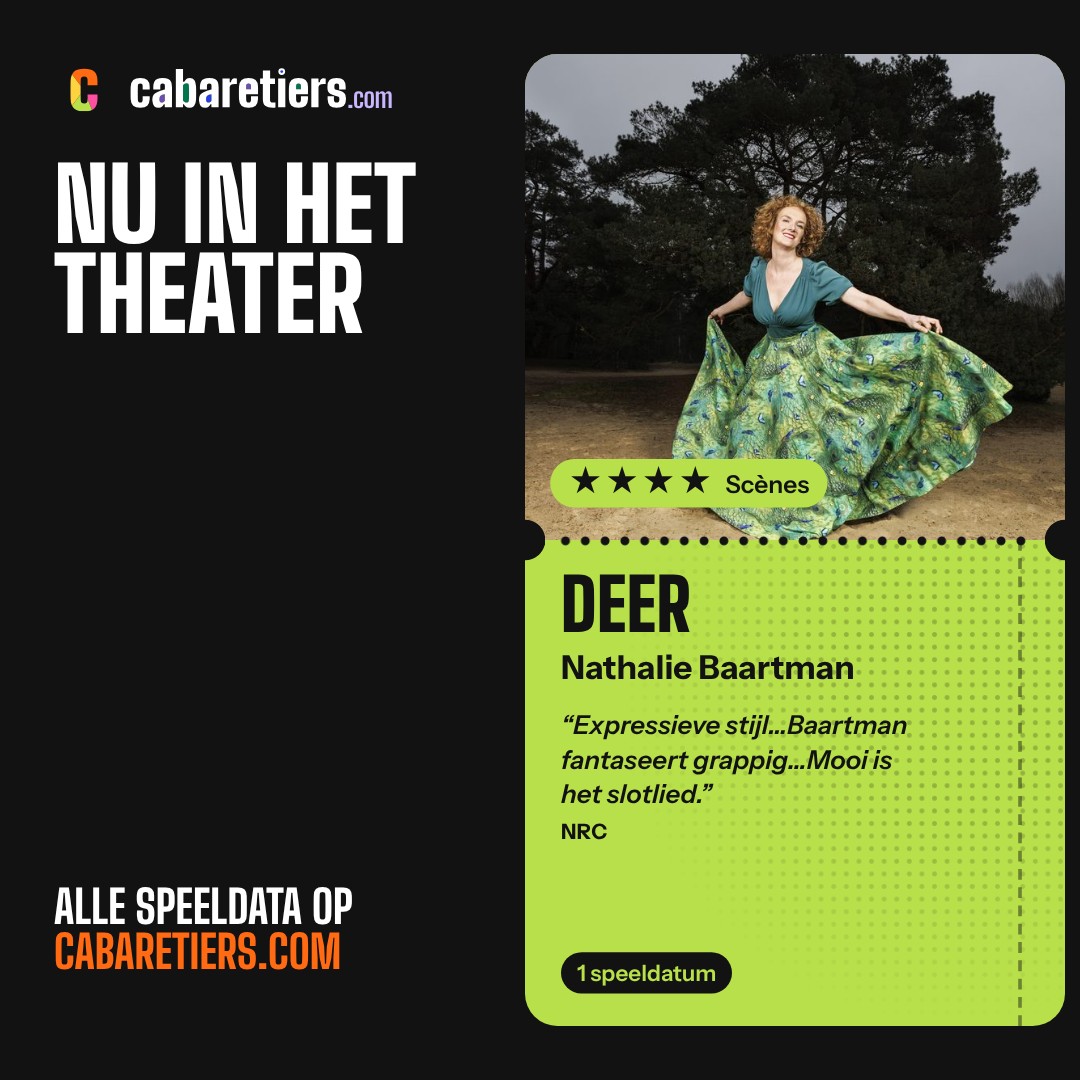 cabaretiers.com
NU IN HET
THEATER
★★★★ Scènes
DEER
Nathalie Baartman
“Expressieve stijl...Baartman
fantaseert grappig...Mooi is
het slotlied.”
NRC
1 speeldatum
ALLE SPEELDATA OP
CABARETIERS.COM